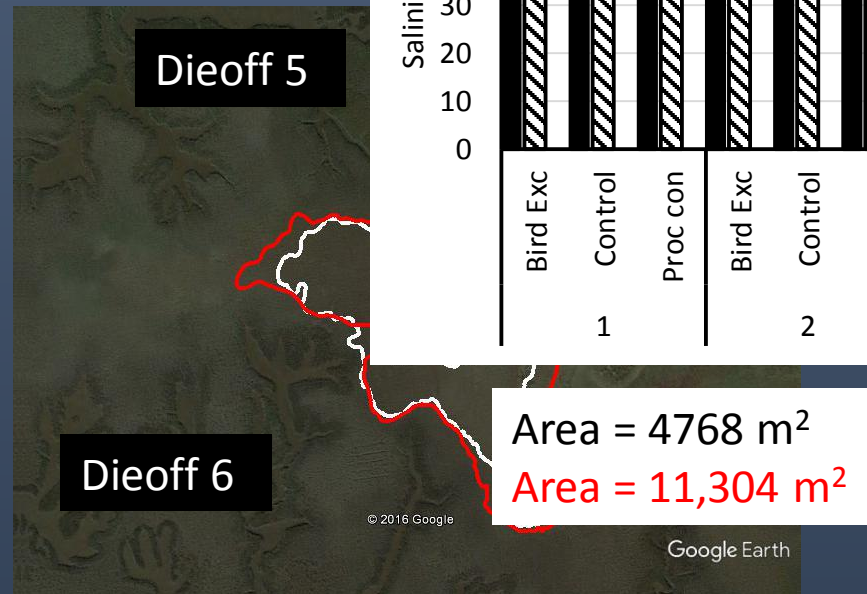 Dieoff 5
30
20
10
0
Bird Exc
Control
Proc con
Bird Exc
Control
1
2
Area = 4768 m²
Area = 11,304 m²
Dieoff 6
© 2016 Google
Google Earth